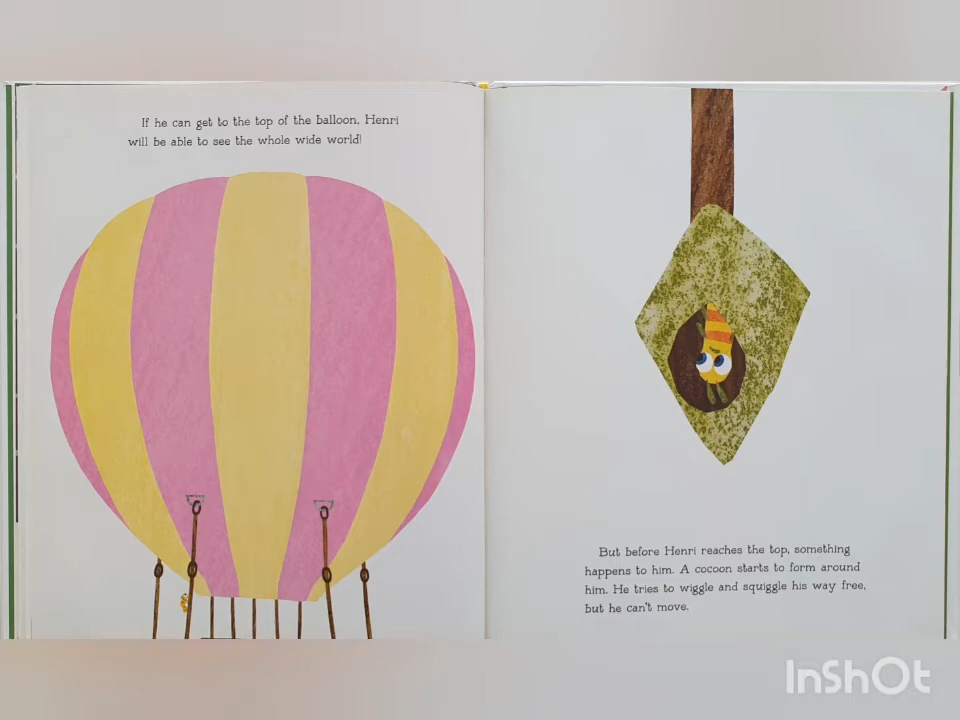 If he can get to the top of the balloon, Henri
will be able to see the whole wide world!
But before Henri reaches the top, something
happens to him. A cocoon starts to form around
him. He tries to wiggle and squiggle his way free,
but he can't move.
InShOt